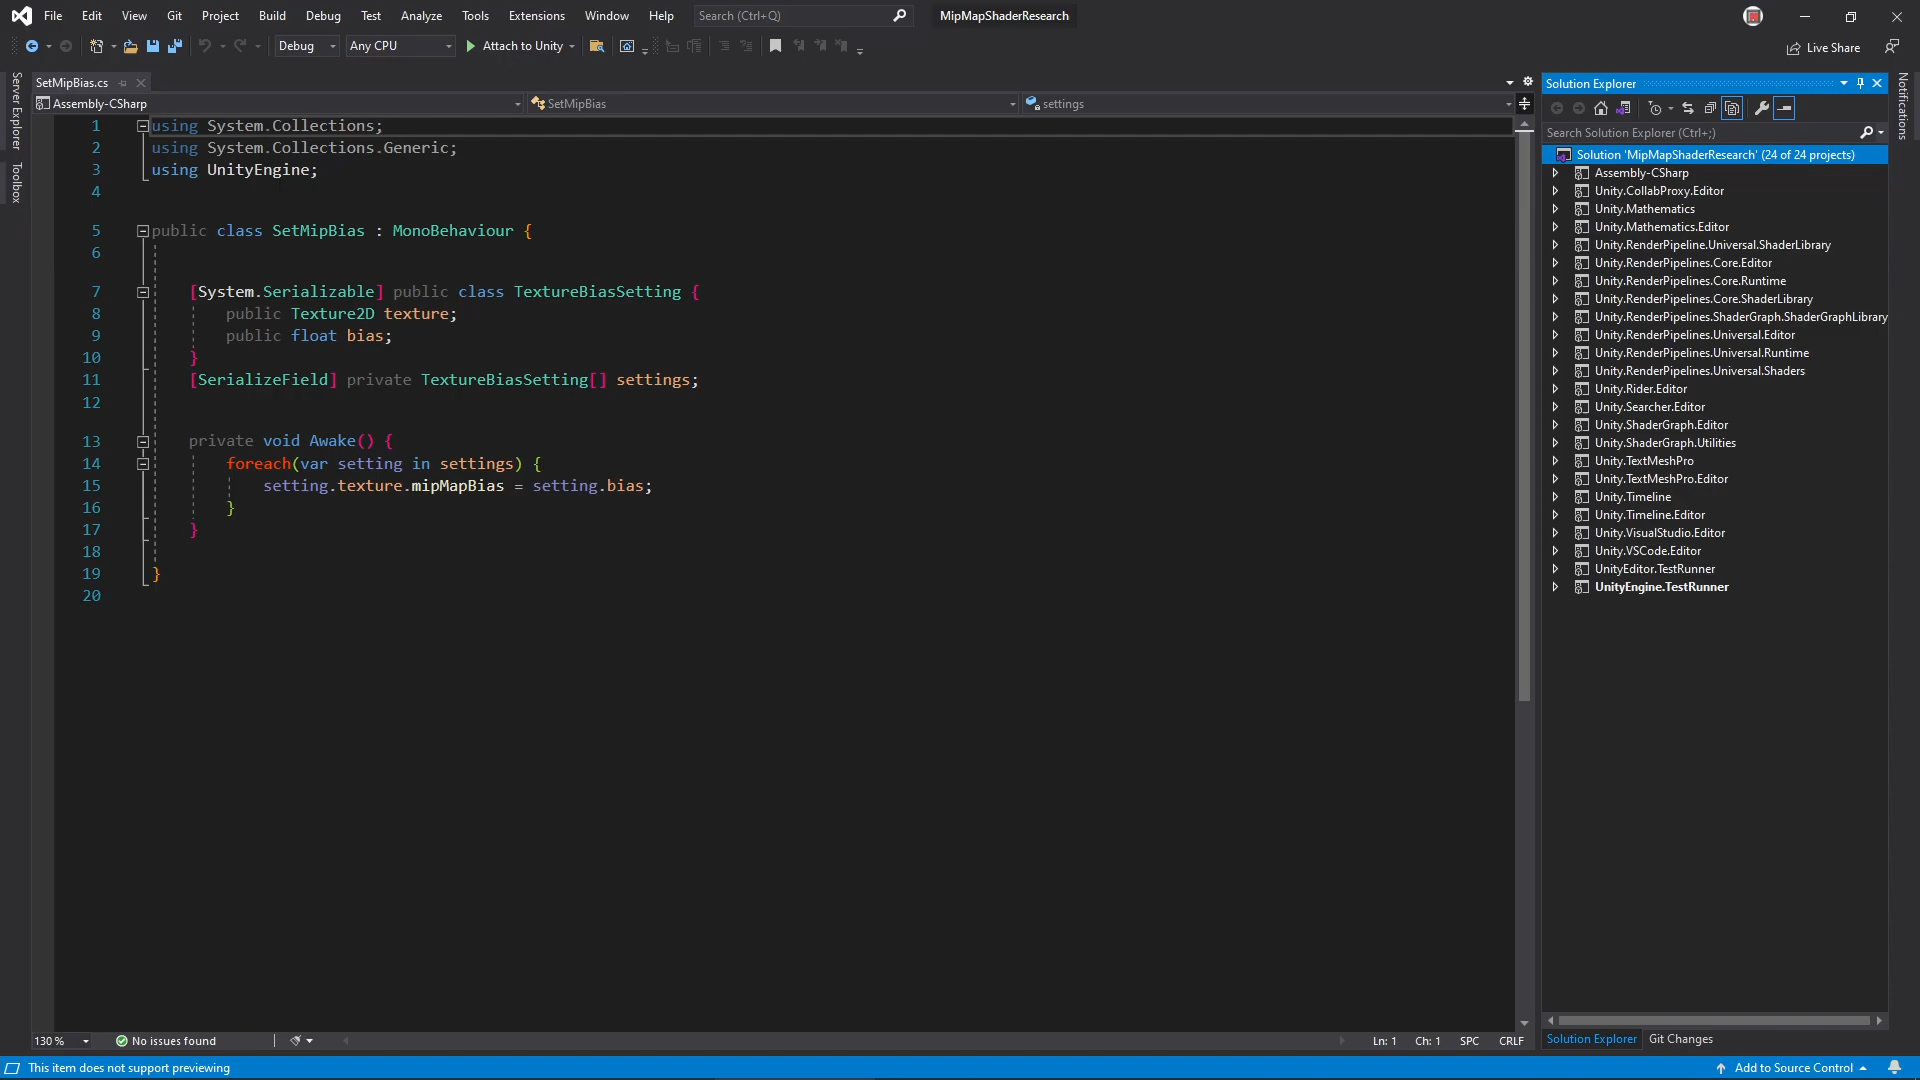 File Edit View Git Project Build Debug Test Analyze Tools Extensions Window Help Search (Ctrl+Q) MipMapShaderResearch
Debug Any CPU Attach to Unity Live Share
Server Explorer
Toolbox
SetMipBias.cs
Assembly-CSharp SetMipBias settings
1 using System.Collections;
2 using System.Collections.Generic;
3 using UnityEngine;
4
5 public class SetMipBias : MonoBehaviour {
6
7 [System.Serializable] public class TextureBiasSetting {
8 public Texture2D texture;
9 public float bias;
10 }
11 [SerializeField] private TextureBiasSetting[] settings;
12
13 private void Awake() {
14 foreach(var setting in settings) {
15 setting.texture.mipMapBias = setting.bias;
16 }
17 }
18
19 }
20
130 % No issues found Ln: 1 Ch: 1 SPC CRLF
Solution Explorer
Search Solution Explorer (Ctrl+;)
Solution 'MipMapShaderResearch' (24 of 24 projects)
Assembly-CSharp
Unity.CollabProxy.Editor
Unity.Mathematics
Unity.Mathematics.Editor
Unity.RenderPipeline.Universal.ShaderLibrary
Unity.RenderPipelines.Core.Editor
Unity.RenderPipelines.Core.Runtime
Unity.RenderPipelines.Core.ShaderLibrary
Unity.RenderPipelines.ShaderGraph.ShaderGraphLibrary
Unity.RenderPipelines.Universal.Editor
Unity.RenderPipelines.Universal.Runtime
Unity.RenderPipelines.Universal.Shaders
Unity.Rider.Editor
Unity.Searcher.Editor
Unity.ShaderGraph.Editor
Unity.ShaderGraph.Utilities
Unity.TextMeshPro
Unity.TextMeshPro.Editor
Unity.Timeline
Unity.Timeline.Editor
Unity.VisualStudio.Editor
Unity.VSCode.Editor
UnityEditor.TestRunner
UnityEngine.TestRunner
Solution Explorer Git Changes
Notifications
This item does not support previewing Add to Source Control